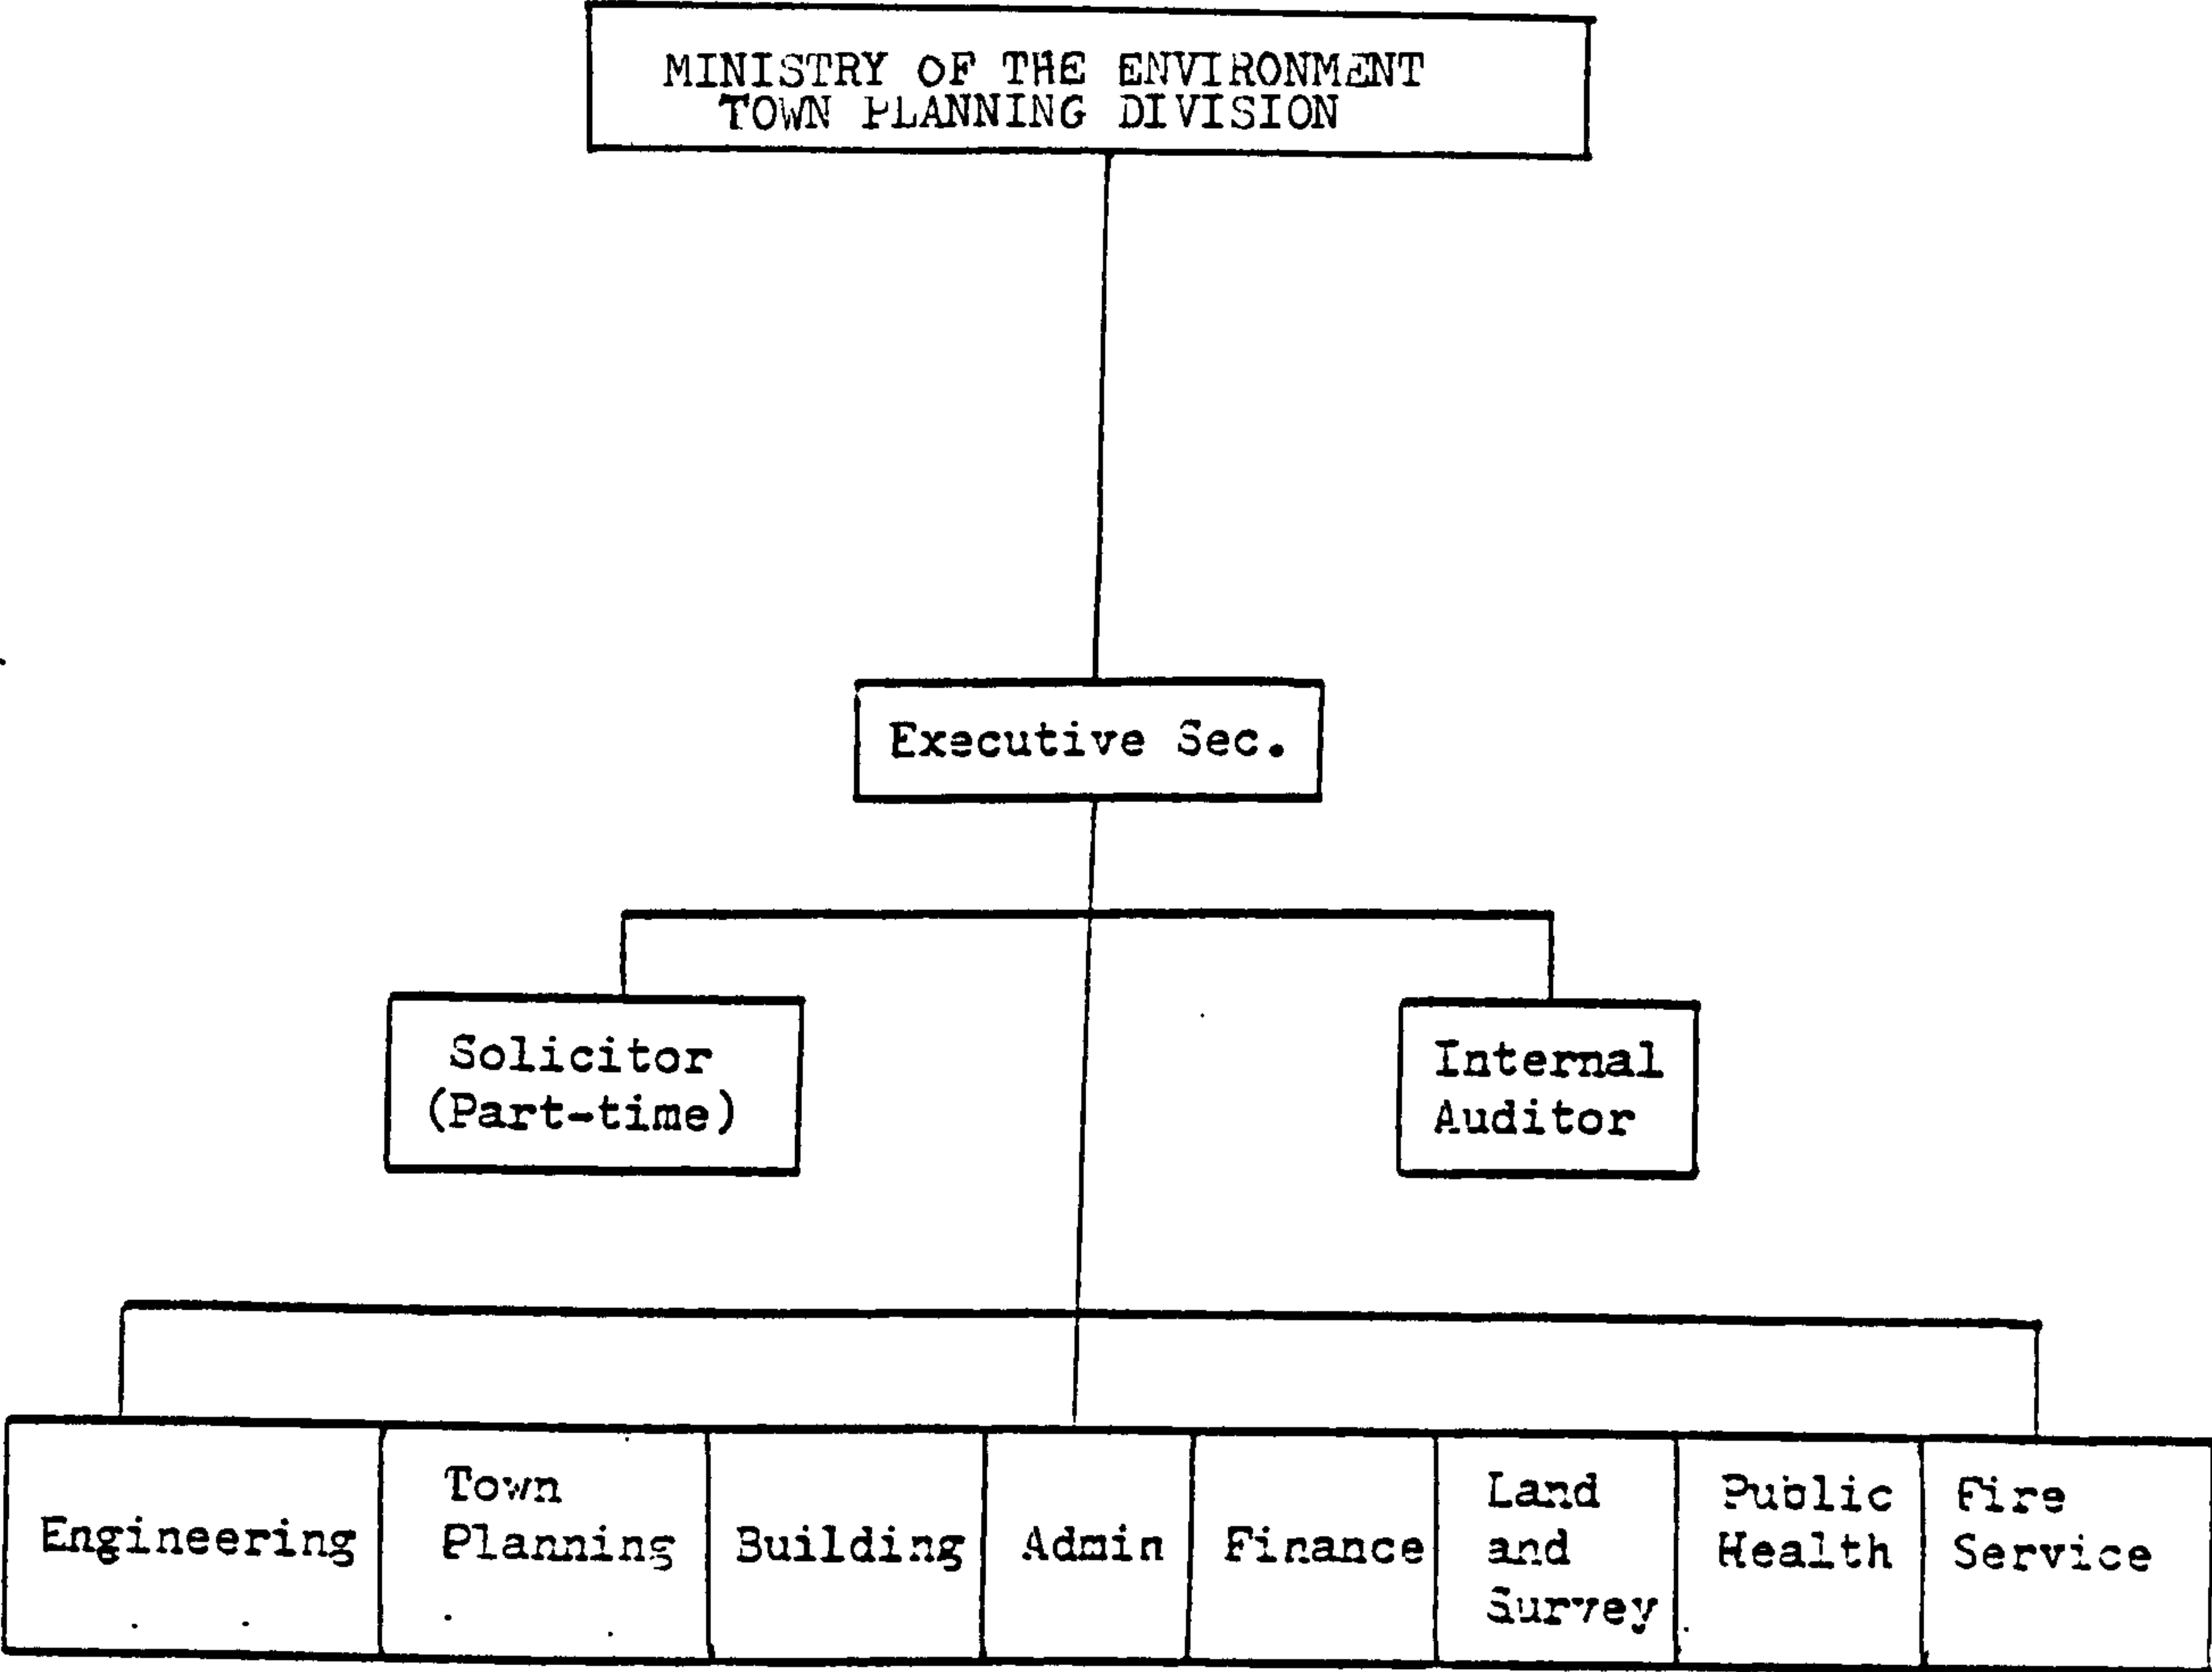 MINISTRY OF THE ENVIRONMENT
TOWN PLANNING DIVISION
Executive Sec.
Solicitor
(Part-time)
Internal
Auditor
Engineering
Town
Planning
Building
Admin
Finance
Land
and
Survey
Public
Health
Fire
Service